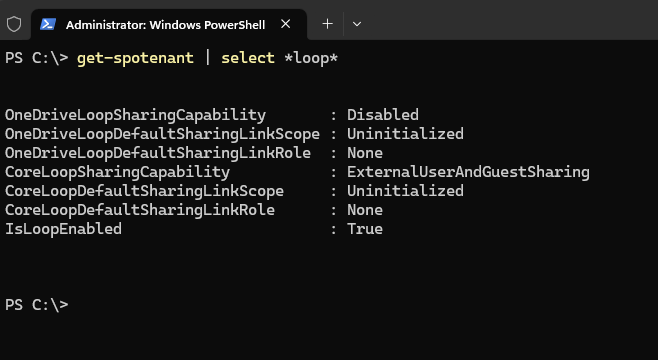 Administrator: Windows PowerShell
PS C:\> get-spotenant | select *loop*
OneDriveLoopSharingCapability : Disabled
OneDriveLoopDefaultSharingLinkScope : Uninitialized
OneDriveLoopDefaultSharingLinkRole : None
CoreLoopSharingCapability : ExternalUserAndGuestSharing
CoreLoopDefaultSharingLinkScope : Uninitialized
CoreLoopDefaultSharingLinkRole : None
IsLoopEnabled : True
PS C:\>